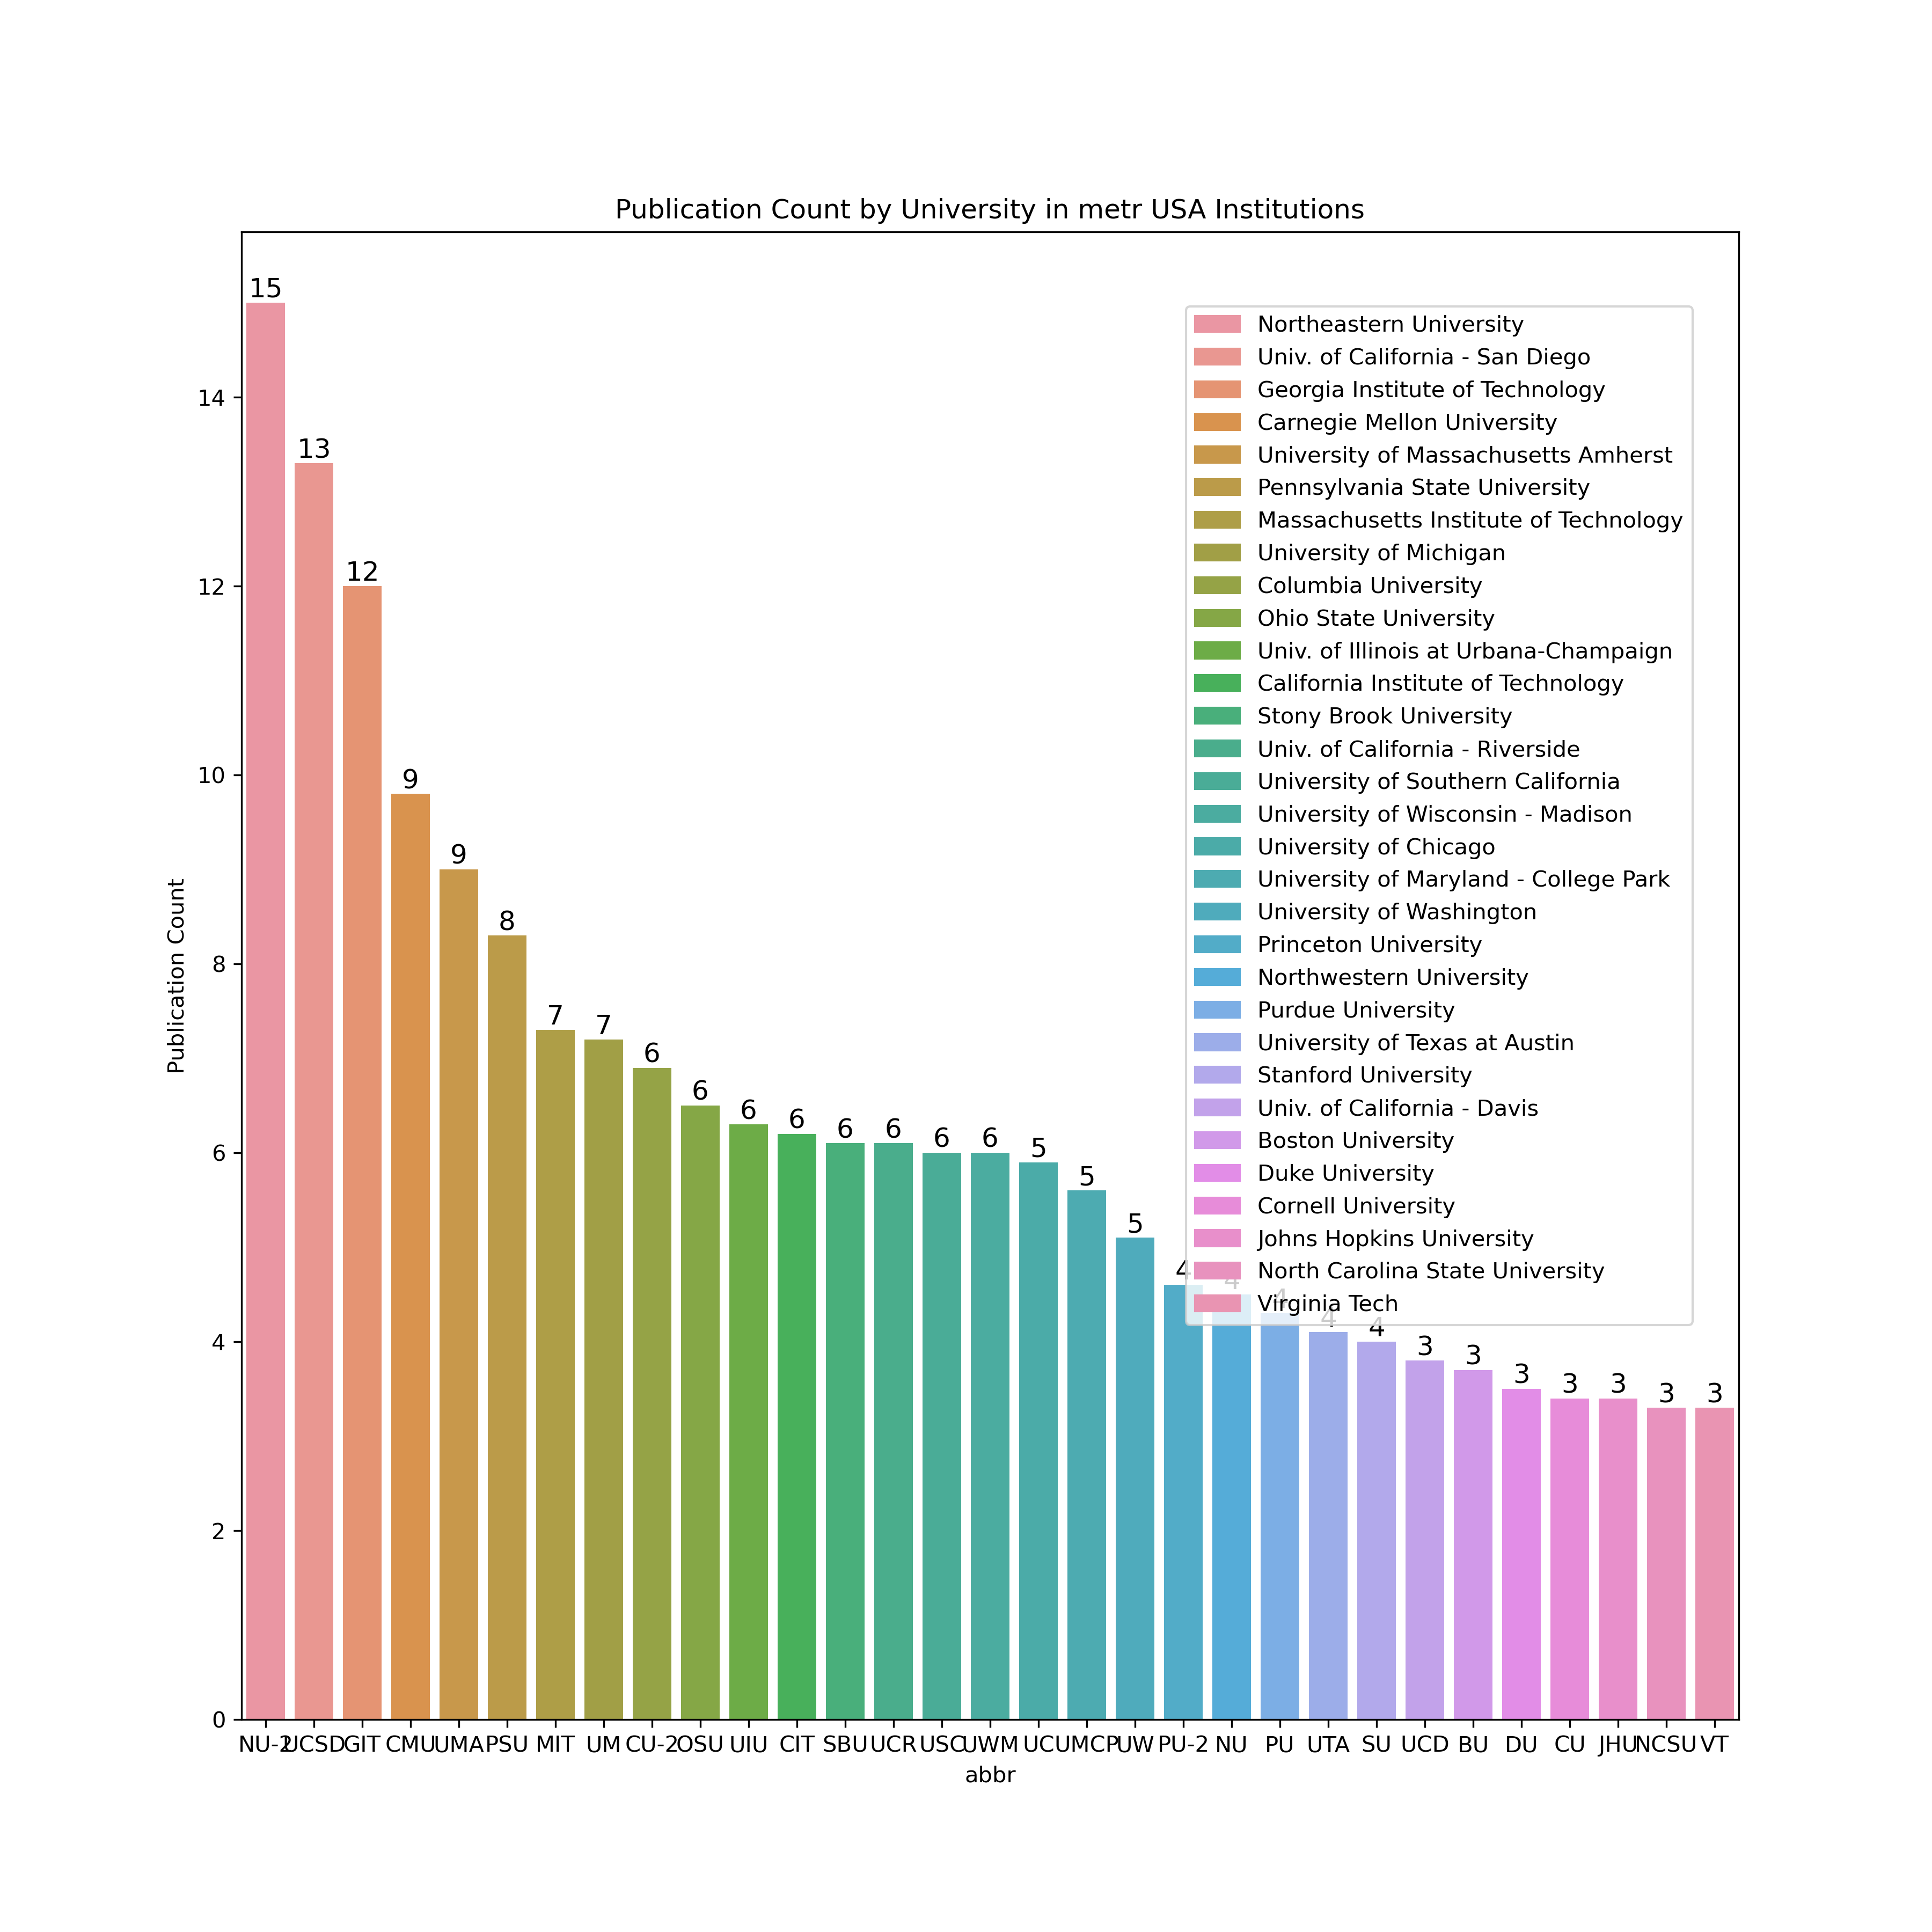 Publication Count by University in metr USA Institutions
Publication Count
14
12
10
8
6
4
2
0
15
13
12
9
9
8
7
7
6
6
6
6
6
6
6
6
5
5
5
4
4
4
4
4
3
3
3
3
3
3
3
Northeastern University
Univ. of California - San Diego
Georgia Institute of Technology
Carnegie Mellon University
University of Massachusetts Amherst
Pennsylvania State University
Massachusetts Institute of Technology
University of Michigan
Columbia University
Ohio State University
Univ. of Illinois at Urbana-Champaign
California Institute of Technology
Stony Brook University
Univ. of California - Riverside
University of Southern California
University of Wisconsin - Madison
University of Chicago
University of Maryland - College Park
University of Washington
Princeton University
Northwestern University
Purdue University
University of Texas at Austin
Stanford University
Univ. of California - Davis
Boston University
Duke University
Cornell University
Johns Hopkins University
North Carolina State University
Virginia Tech
NU-2 UCSD GIT CMU UMA PSU MIT UM CU-2 OSU UIU CIT SBU UCR USC UWM UC UMCP UW PU-2 NU PU UTA SU UCD BU DU CU JHU NCSU VT
abbr